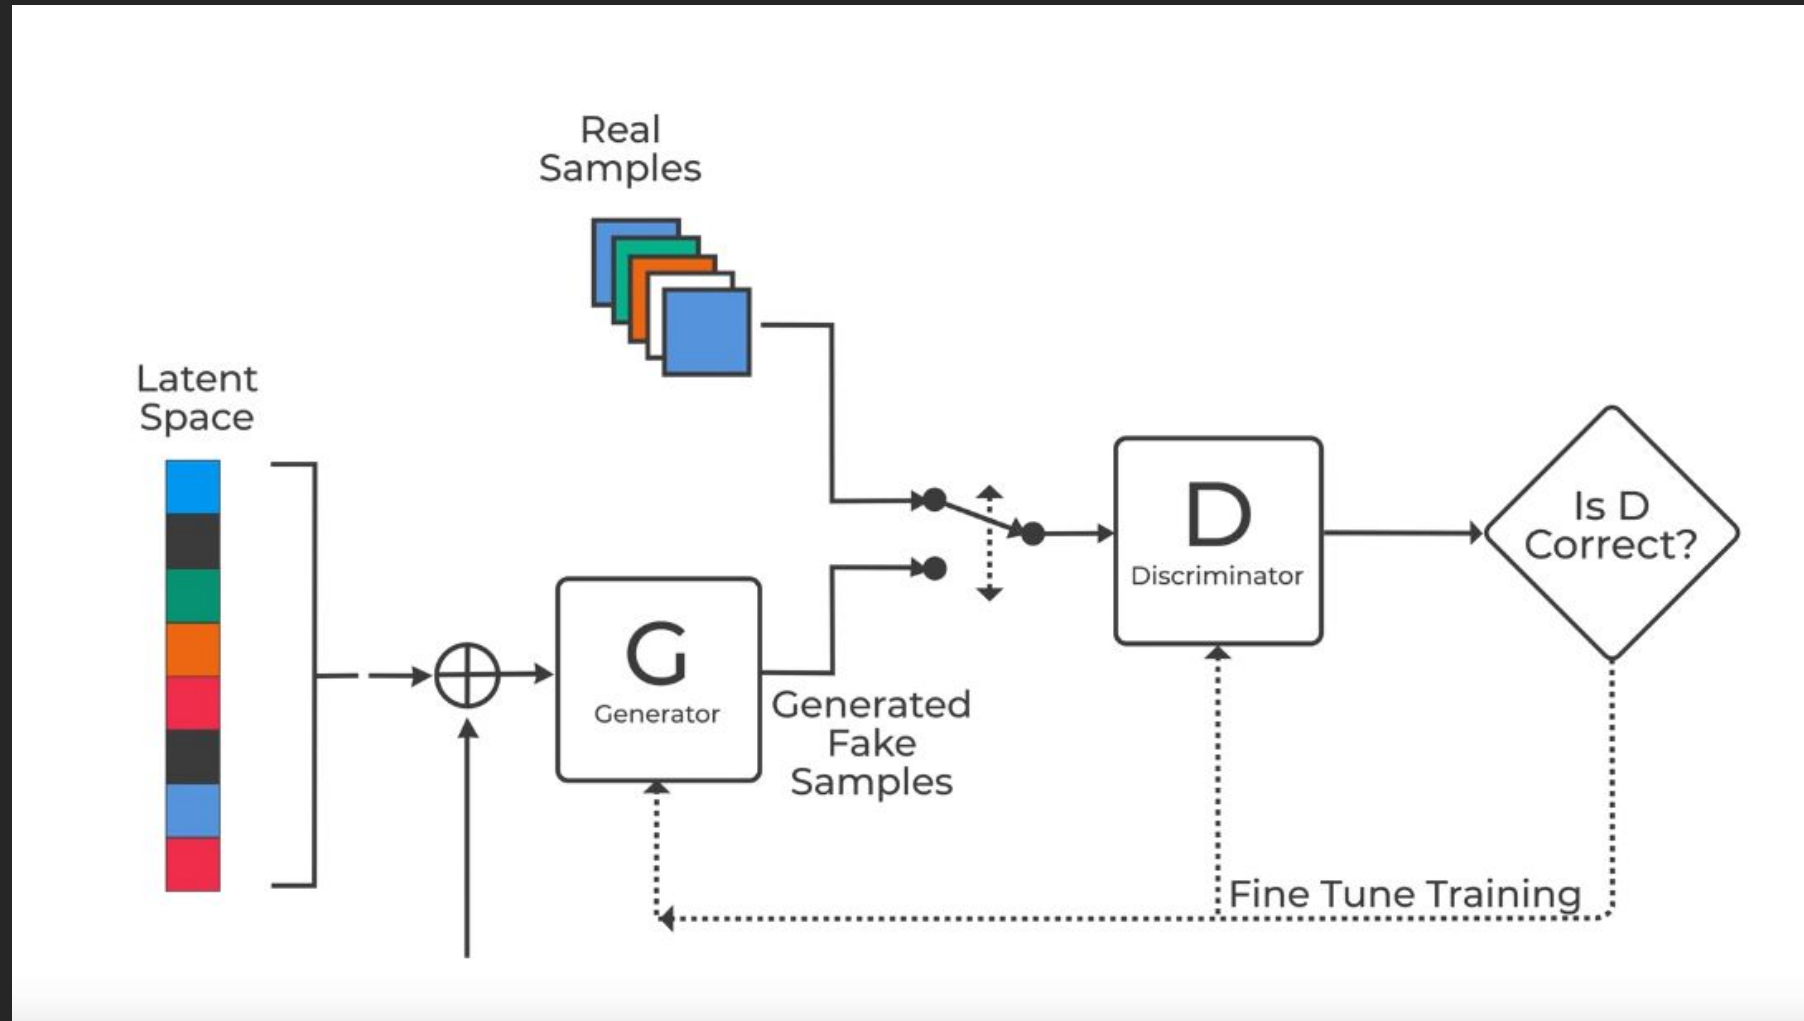 Real
Samples
Latent
Space
D
Discriminator
Is D
Correct?
G
Generator
Generated
Fake
Samples
Fine Tune Training